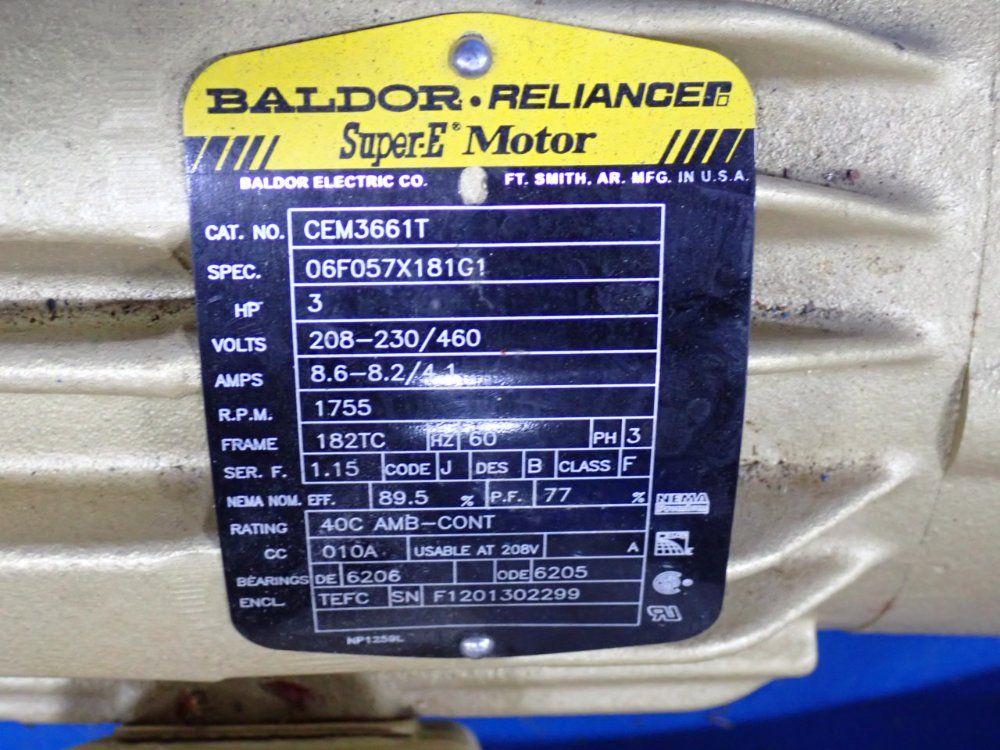 BALDOR • RELIANCER
Super-E® Motor
BALDOR ELECTRIC CO. FT. SMITH, AR. MFG. IN U.S.A.
CAT. NO. CEM3661T
SPEC. 06F057X181G1
HP 3
VOLTS 208-230/460
AMPS 8.6-8.2/4.1
R.P.M. 1755
FRAME 182TC HZ 60 PH 3
SER. F. 1.15 CODE J DES B CLASS F
NEMA NOM. EFF. 89.5 % P.F. 77 %
NEMA
RATING 40C AMB-CONT
CC 010A USABLE AT 208V A
BEARINGS DE 6206 ODE 6205
ENCL. TEFC SN F1201302299
NP1259L